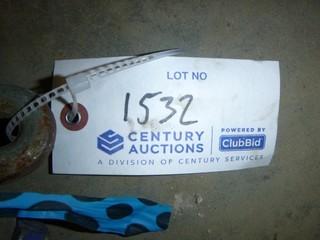 LOT NO
1532
CENTURY AUCTIONS
POWERED BY
ClubBid
A DIVISION OF CENTURY SERVICES